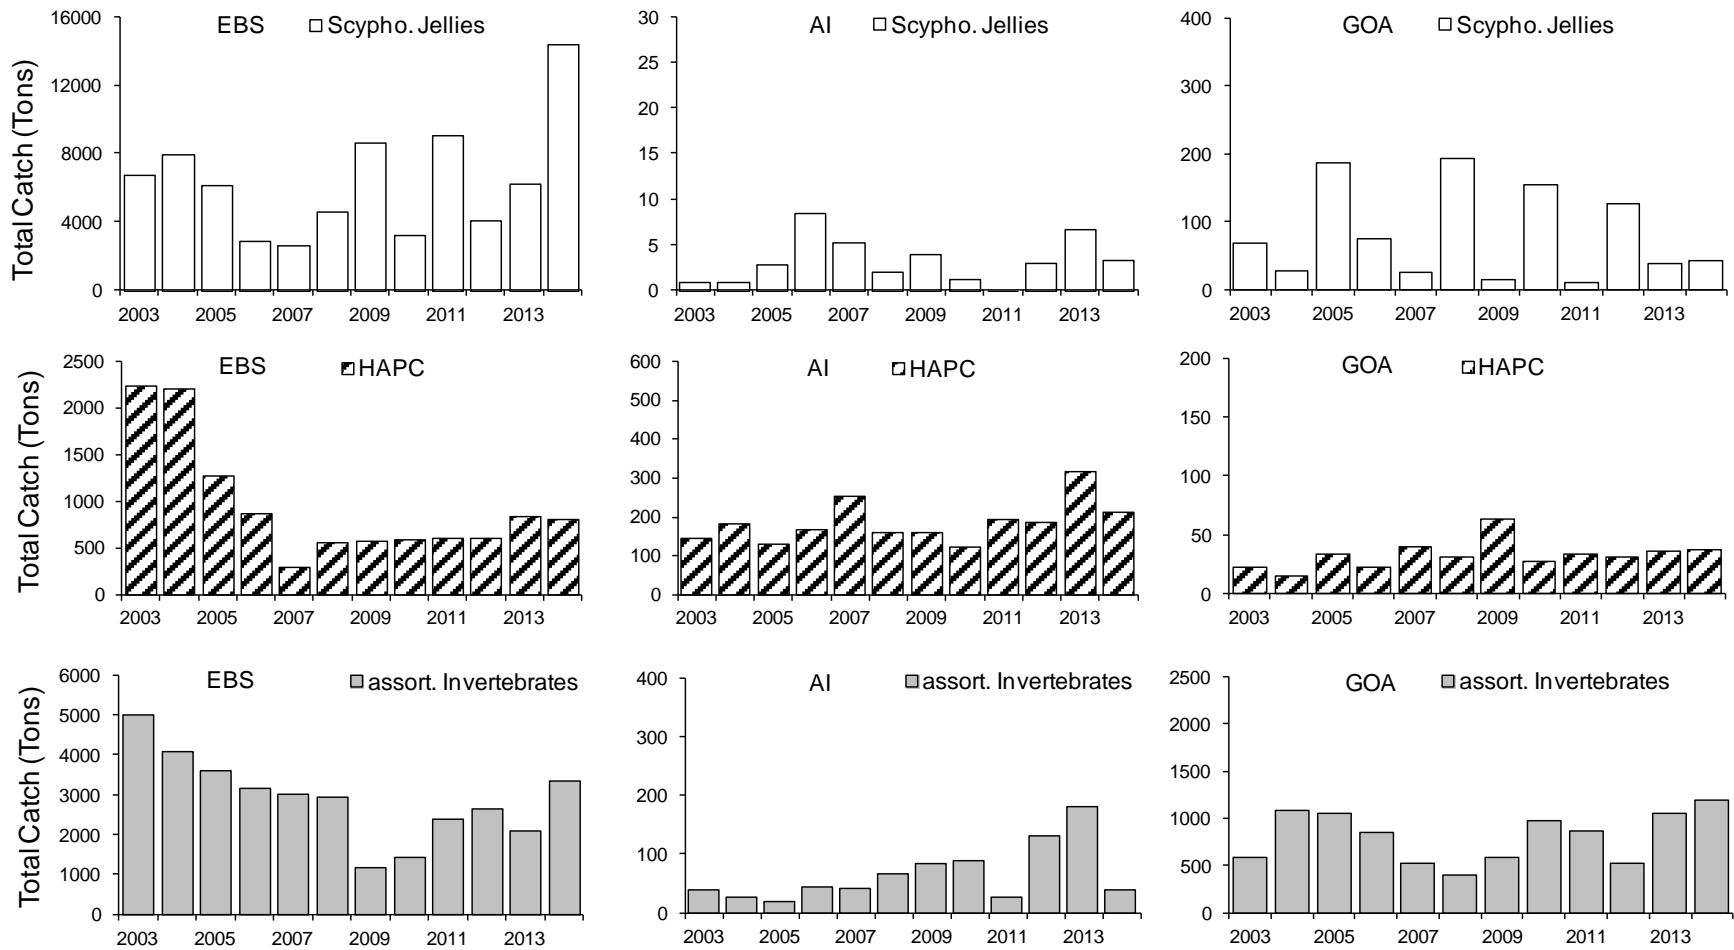 EBS Scypho. Jellies
Total Catch (Tons)
16000
12000
8000
4000
0
2003 2005 2007 2009 2011 2013
AI Scypho. Jellies
30
25
20
15
10
5
0
2003 2005 2007 2009 2011 2013
GOA Scypho. Jellies
400
300
200
100
0
2003 2005 2007 2009 2011 2013
EBS HAPC
Total Catch (Tons)
2500
2000
1500
1000
500
0
2003 2005 2007 2009 2011 2013
AI HAPC
600
500
400
300
200
100
0
2003 2005 2007 2009 2011 2013
GOA HAPC
200
150
100
50
0
2003 2005 2007 2009 2011 2013
EBS assort. Invertebrates
Total Catch (Tons)
6000
5000
4000
3000
2000
1000
0
2003 2005 2007 2009 2011 2013
AI assort. Invertebrates
400
300
200
100
0
2003 2005 2007 2009 2011 2013
GOA assort. Invertebrates
2500
2000
1500
1000
500
0
2003 2005 2007 2009 2011 2013